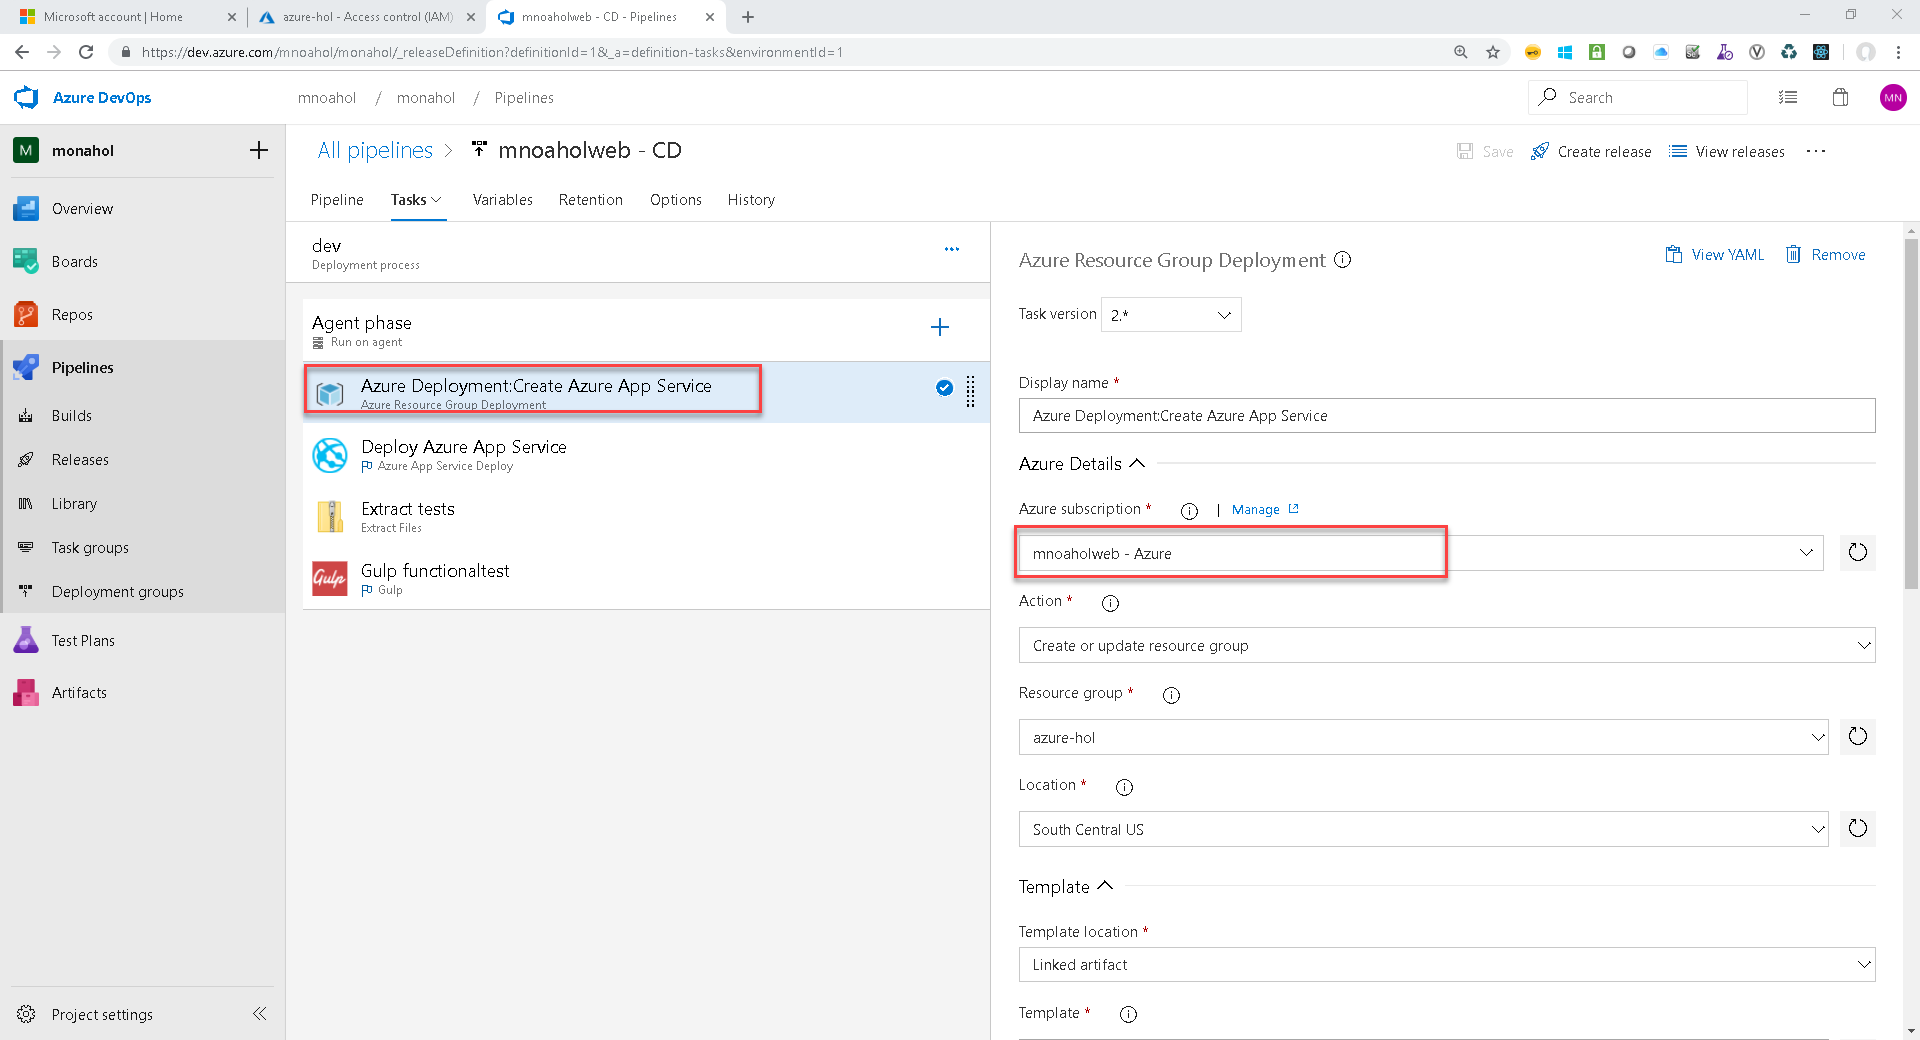 Microsoft account | Home
azure-hol - Access control (IAM)
mnoaholweb - CD - Pipelines
https://dev.azure.com/mnoahol/monahol/_releaseDefinition?definitionId=1&_a=definition-tasks&environmentId=1
Azure DevOps
mnoahol / monahol / Pipelines
Search
MN
M monahol
Overview
Boards
Repos
Pipelines
Builds
Releases
Library
Task groups
Deployment groups
Test Plans
Artifacts
Project settings
All pipelines > mnoaholweb - CD
Save
Create release
View releases
Pipeline
Tasks
Variables
Retention
Options
History
dev
Deployment process
Agent phase
Run on agent
Azure Deployment:Create Azure App Service
Azure Resource Group Deployment
Deploy Azure App Service
Azure App Service Deploy
Extract tests
Extract Files
Gulp
Gulp functionaltest
Gulp
Azure Resource Group Deployment
View YAML
Remove
Task version 2.*
Display name *
Azure Deployment:Create Azure App Service
Azure Details
Azure subscription * | Manage
mnoaholweb - Azure
Action *
Create or update resource group
Resource group *
azure-hol
Location *
South Central US
Template
Template location *
Linked artifact
Template *